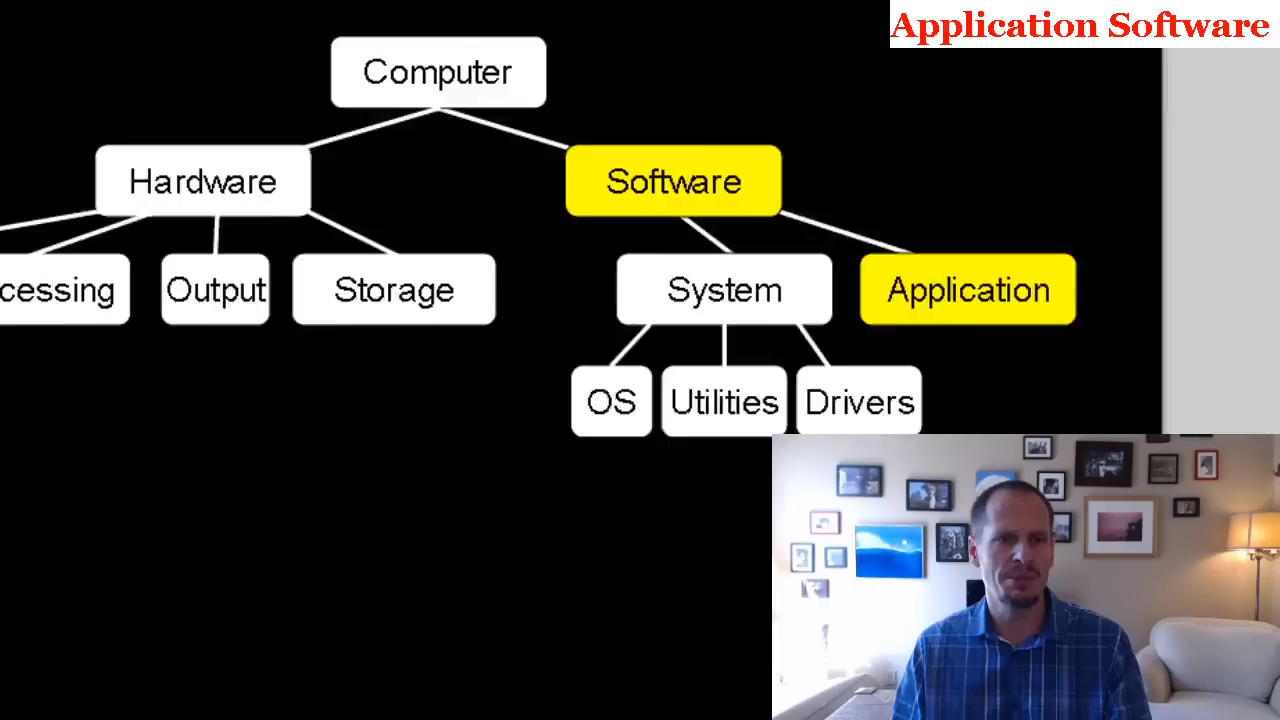 Application Software
Computer
Hardware
Software
cessing
Output
Storage
System
Application
OS
Utilities
Drivers